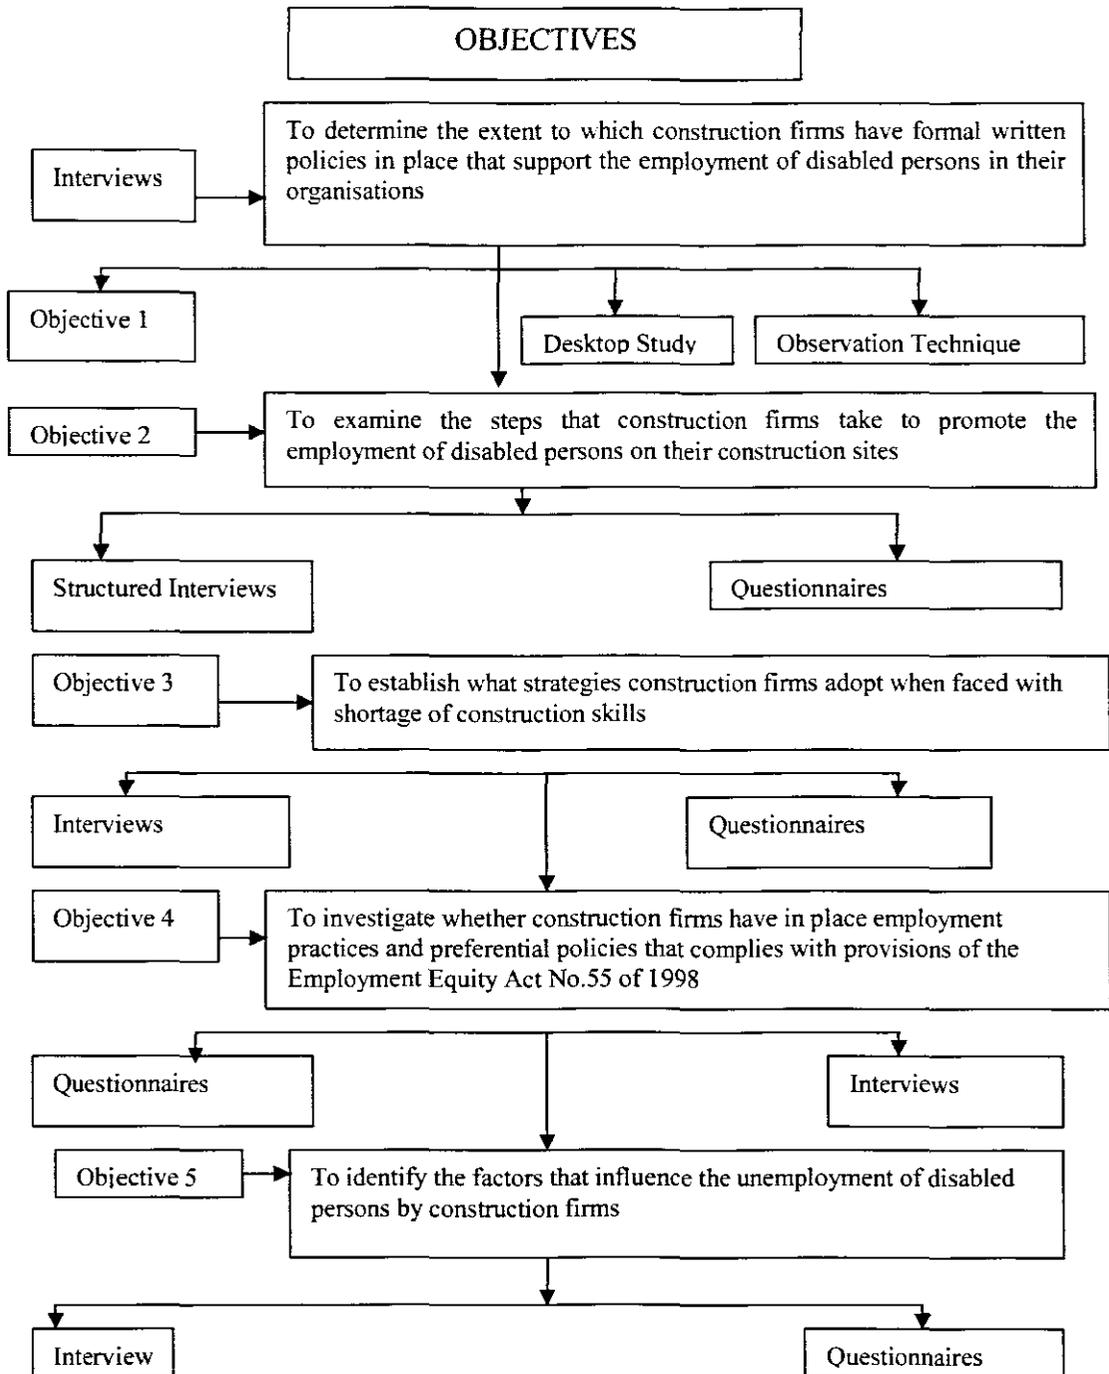 OBJECTIVES
Interviews
To determine the extent to which construction firms have formal written
policies in place that support the employment of disabled persons in their
organisations
Objective 1
Desktop Study
Observation Technique
Objective 2
To examine the steps that construction firms take to promote the
employment of disabled persons on their construction sites
Structured Interviews
Questionnaires
Objective 3
To establish what strategies construction firms adopt when faced with
shortage of construction skills
Interviews
Questionnaires
Objective 4
To investigate whether construction firms have in place employment
practices and preferential policies that complies with provisions of the
Employment Equity Act No.55 of 1998
Questionnaires
Interviews
Objective 5
To identify the factors that influence the unemployment of disabled
persons by construction firms
Interview
Questionnaires